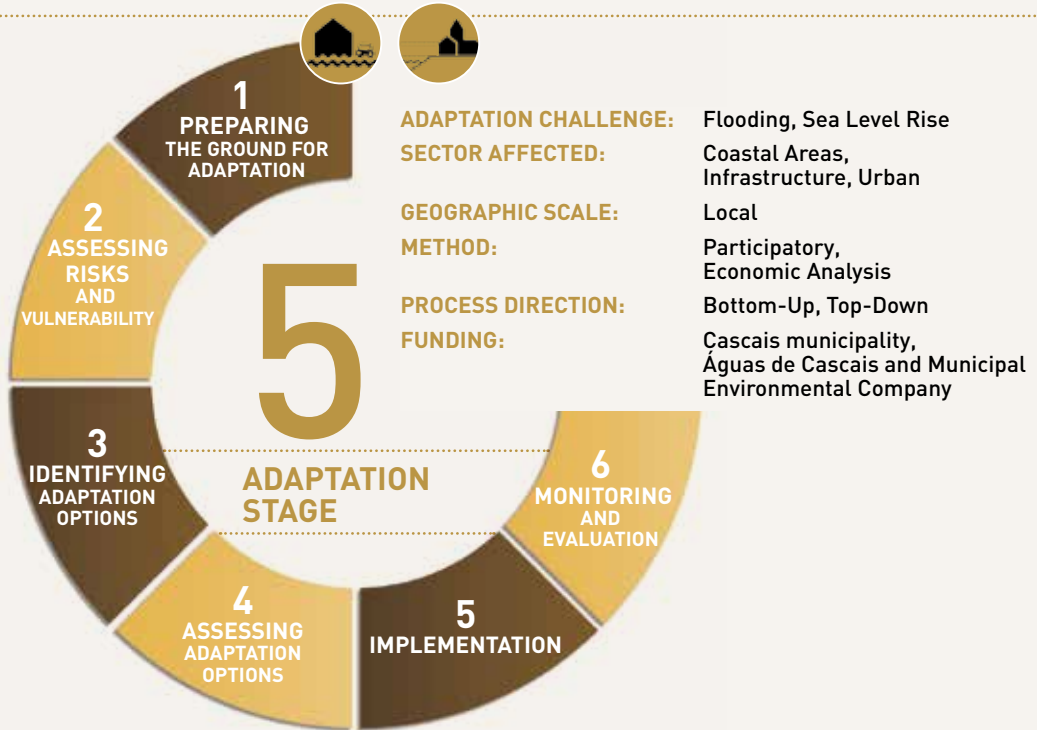 1
PREPARING
THE GROUND FOR
ADAPTATION
2
ASSESSING
RISKS
AND
VULNERABILITY
3
IDENTIFYING
ADAPTATION
OPTIONS
4
ASSESSING
ADAPTATION
OPTIONS
5
IMPLEMENTATION
6
MONITORING
AND
EVALUATION
5
ADAPTATION
STAGE
ADAPTATION CHALLENGE: Flooding, Sea Level Rise
SECTOR AFFECTED: Coastal Areas,
Infrastructure, Urban
GEOGRAPHIC SCALE: Local
METHOD: Participatory,
Economic Analysis
PROCESS DIRECTION: Bottom-Up, Top-Down
FUNDING: Cascais municipality,
Águas de Cascais and Municipal
Environmental Company